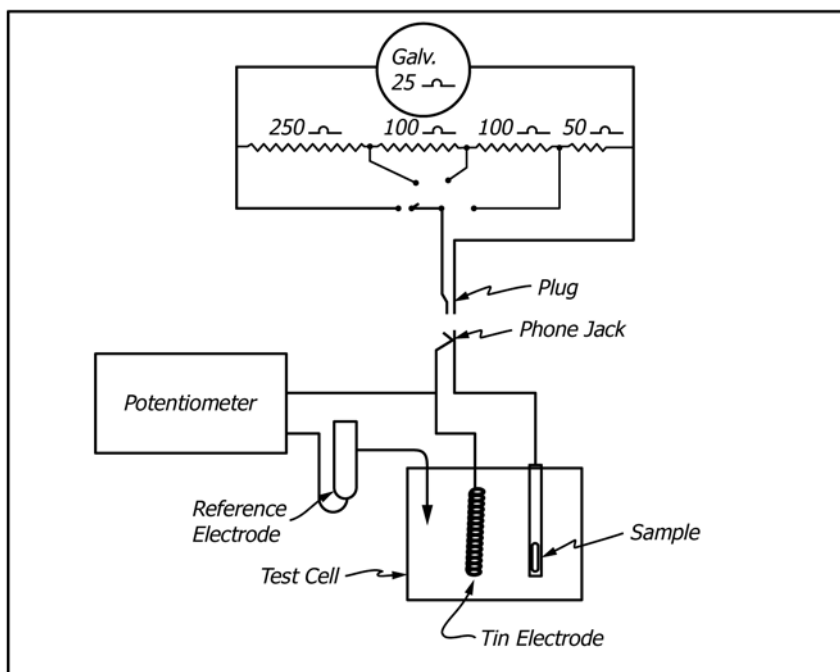 Galv.
25
250 100 100 50
Plug
Phone Jack
Potentiometer
Reference
Electrode
Sample
Test Cell
Tin Electrode